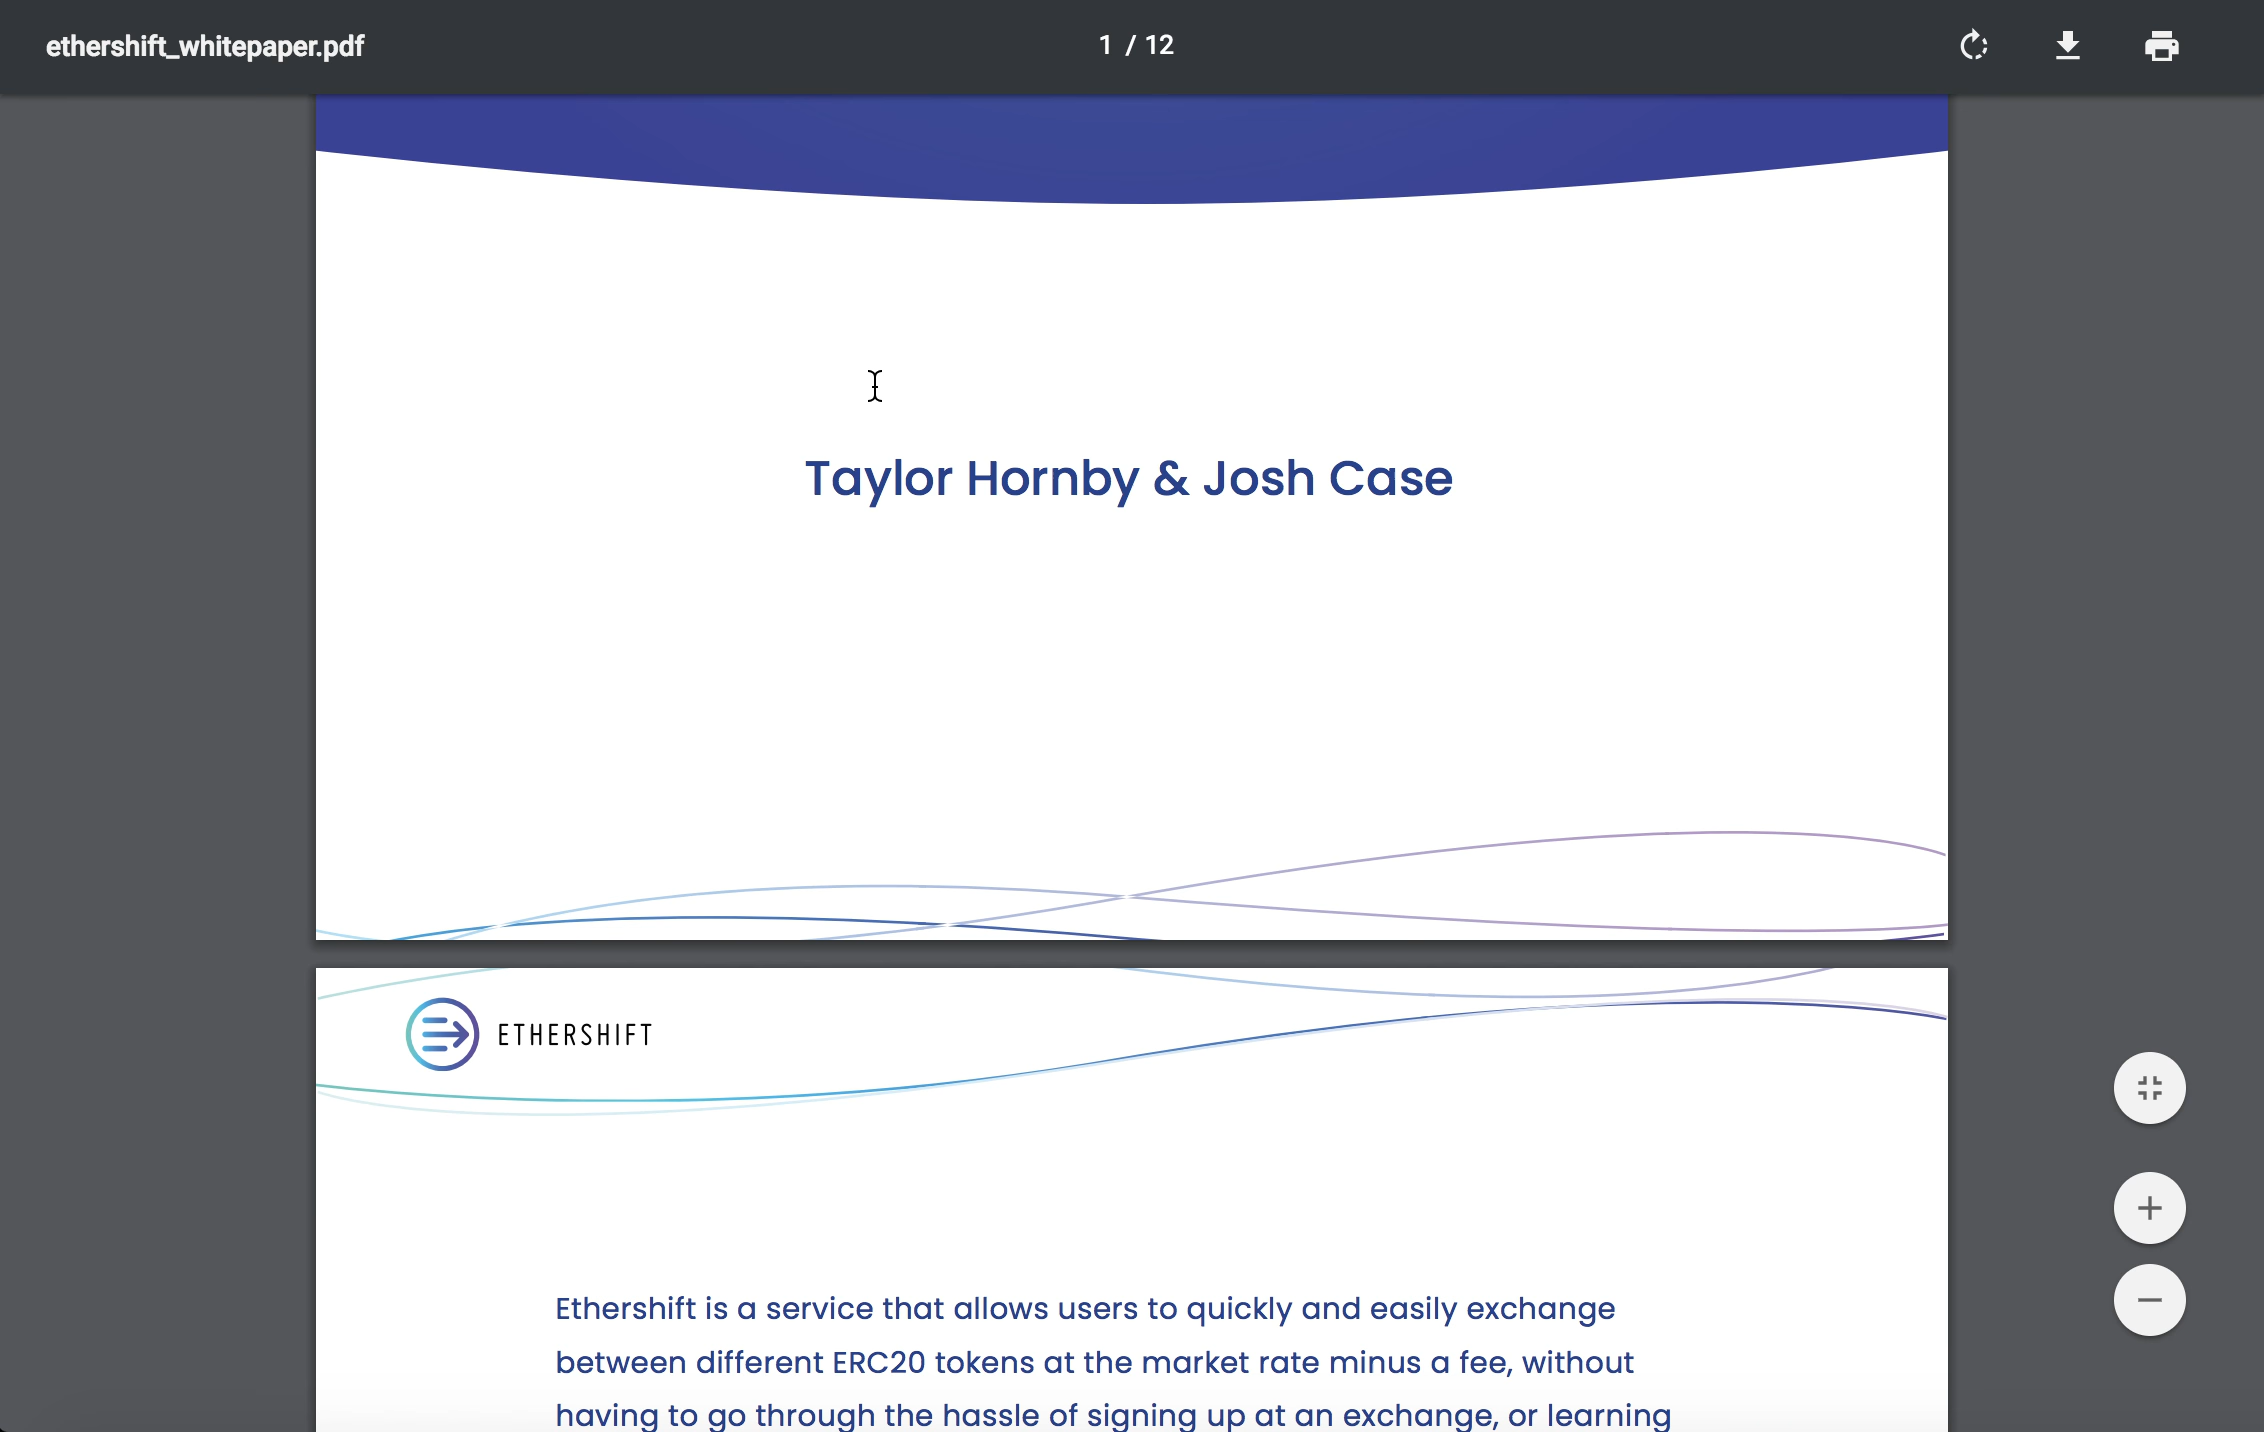 ethershift_whitepaper.pdf
1 / 12
Taylor Hornby & Josh Case
ETHERSHIFT
Ethershift is a service that allows users to quickly and easily exchange
between different ERC20 tokens at the market rate minus a fee, without
having to go through the hassle of signing up at an exchange, or learning